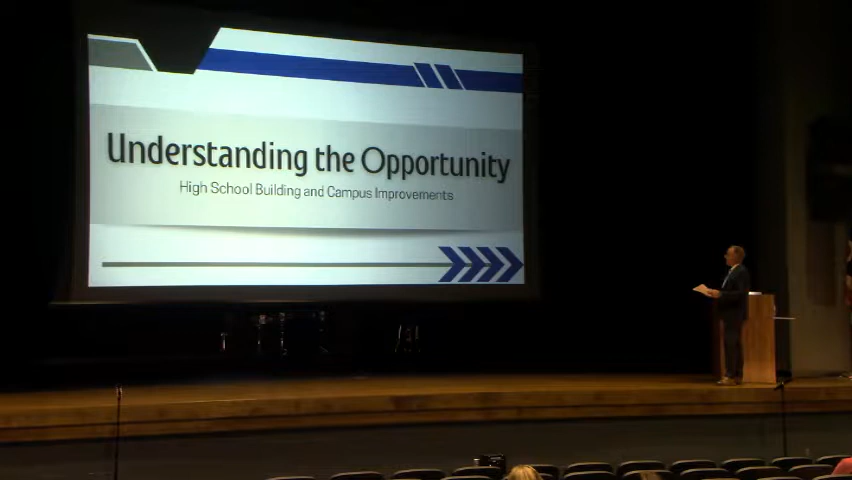 Understanding the Opportunity
High School Building and Campus Improvements